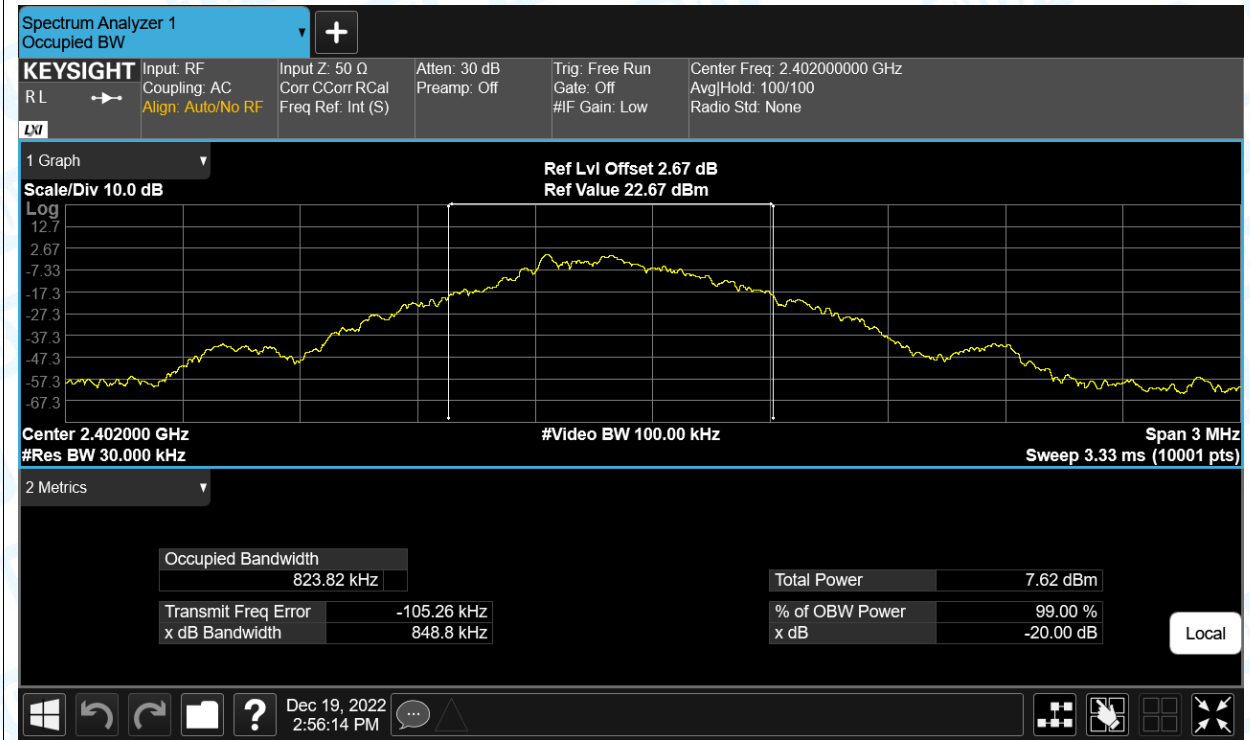 Spectrum Analyzer 1
Occupied BW
KEYSIGHT
R L
LXI
Input: RF
Coupling: AC
Align: Auto/No RF
Input Z: 50 Ω
Corr CCorr RCal
Freq Ref: Int (S)
Atten: 30 dB
Preamp: Off
Trig: Free Run
Gate: Off
#IF Gain: Low
Center Freq: 2.402000000 GHz
Avg|Hold: 100/100
Radio Std: None
1 Graph
Scale/Div 10.0 dB
Ref Lvl Offset 2.67 dB
Ref Value 22.67 dBm
Log
12.7
2.67
-7.33
-17.3
-27.3
-37.3
-47.3
-57.3
-67.3
Center 2.402000 GHz
#Video BW 100.00 kHz
Span 3 MHz
#Res BW 30.000 kHz
Sweep 3.33 ms (10001 pts)
2 Metrics
Occupied Bandwidth
823.82 kHz
Total Power 7.62 dBm
Transmit Freq Error -105.26 kHz
% of OBW Power 99.00 %
x dB Bandwidth 848.8 kHz
x dB -20.00 dB
Local
?
Dec 19, 2022
2:56:14 PM